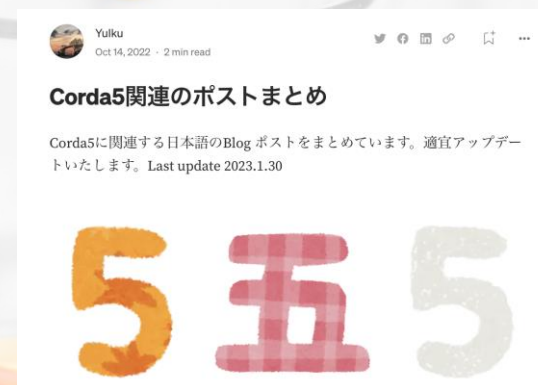 Yulku
Oct 14, 2022 · 2 min read
Corda5関連のポストまとめ
Corda5に関連する日本語のBlog ポストをまとめています。適宜アップデー
トいたします。Last update 2023.1.30
5 五 5